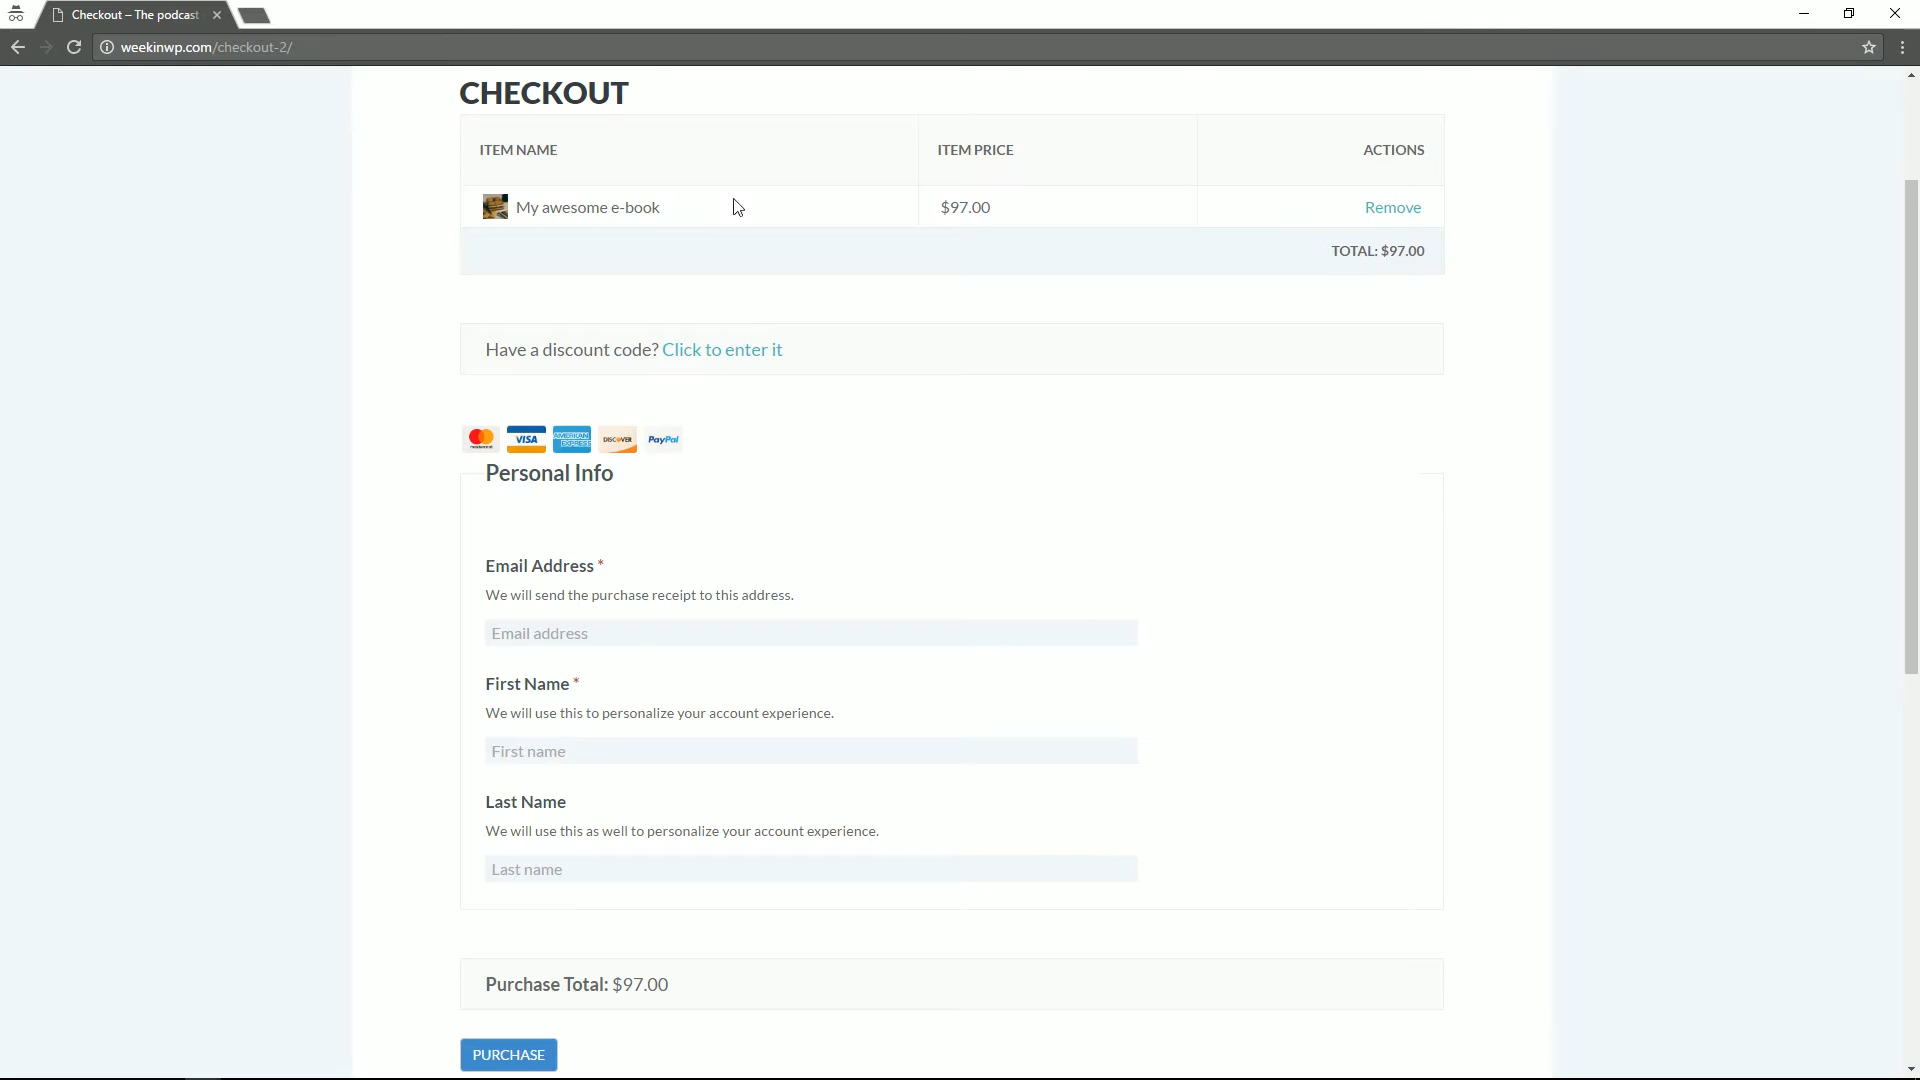 Checkout – The podcast
weekinwp.com/checkout-2/
CHECKOUT
ITEM NAME ITEM PRICE ACTIONS
My awesome e-book $97.00 Remove
TOTAL: $97.00
Have a discount code? Click to enter it
mastercard VISA AMERICAN EXPRESS DISCOVER PayPal
Personal Info
Email Address *
We will send the purchase receipt to this address.
Email address
First Name *
We will use this to personalize your account experience.
First name
Last Name
We will use this as well to personalize your account experience.
Last name
Purchase Total: $97.00
PURCHASE